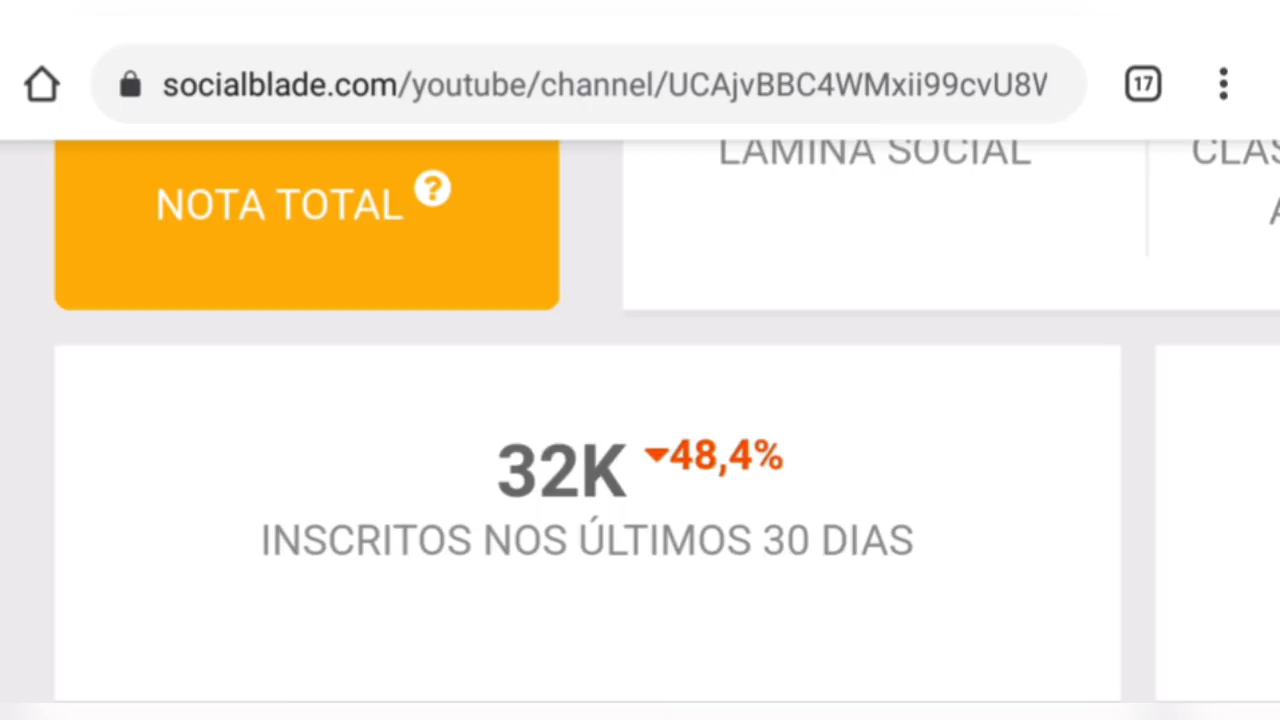 socialblade.com/youtube/channel/UCAjvBBC4WMxii99cvU8V
17
NOTA TOTAL ?
LÂMINA SOCIAL
32K 48,4%
INSCRITOS NOS ÚLTIMOS 30 DIAS